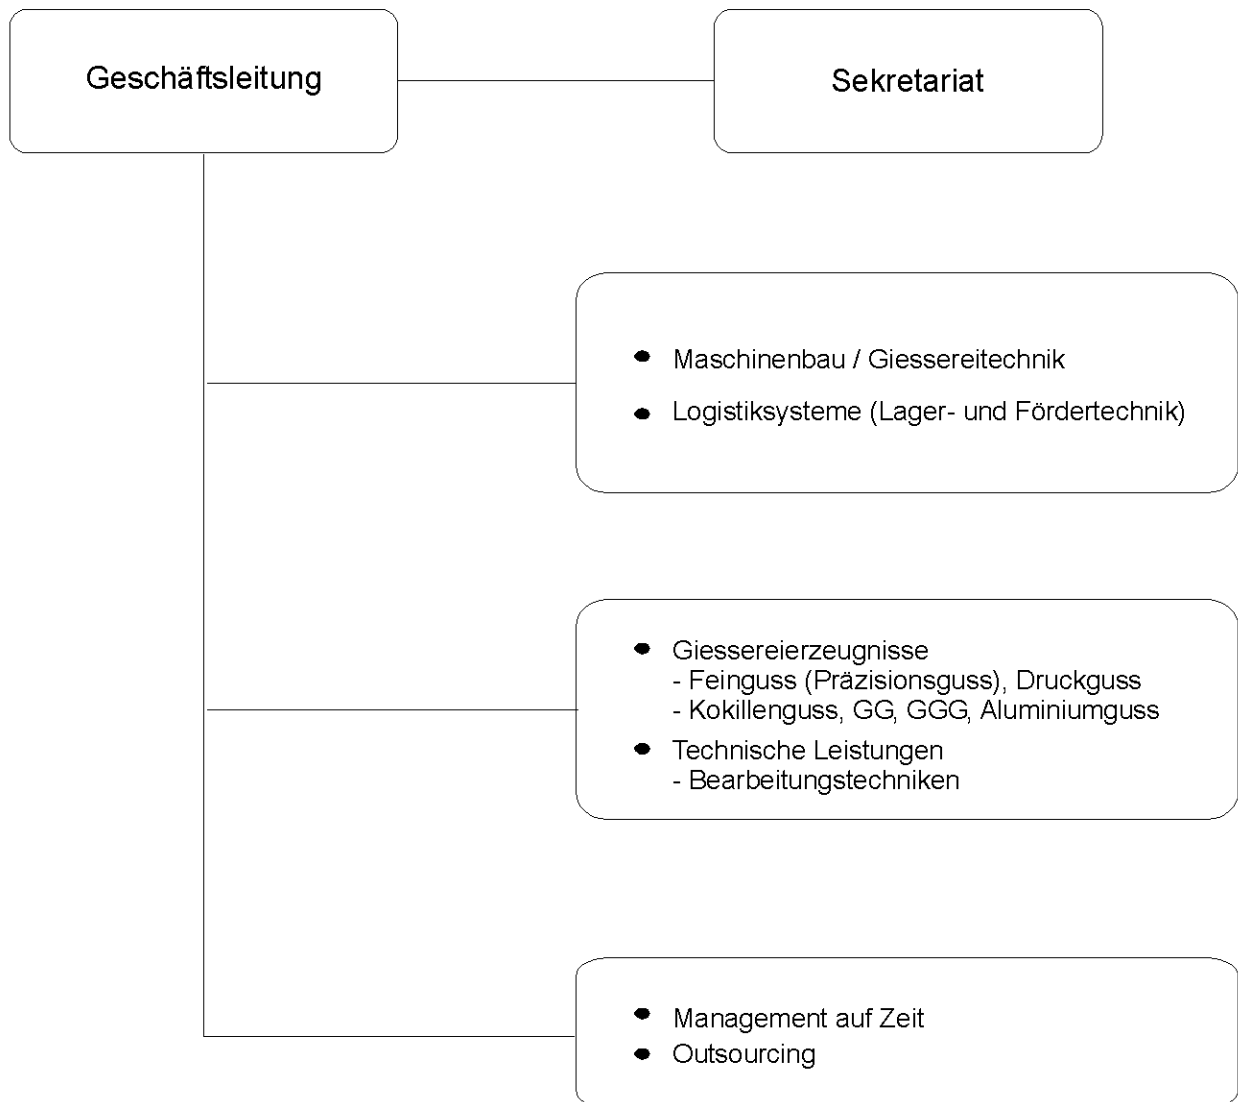 Geschäftsleitung
Sekretariat
Maschinenbau / Giessereitechnik
Logistiksysteme (Lager- und Fördertechnik)
Giessereierzeugnisse
- Feinguss (Präzisionsguss), Druckguss
- Kokillenguss, GG, GGG, Aluminiumguss
Technische Leistungen
- Bearbeitungstechniken
Management auf Zeit
Outsourcing